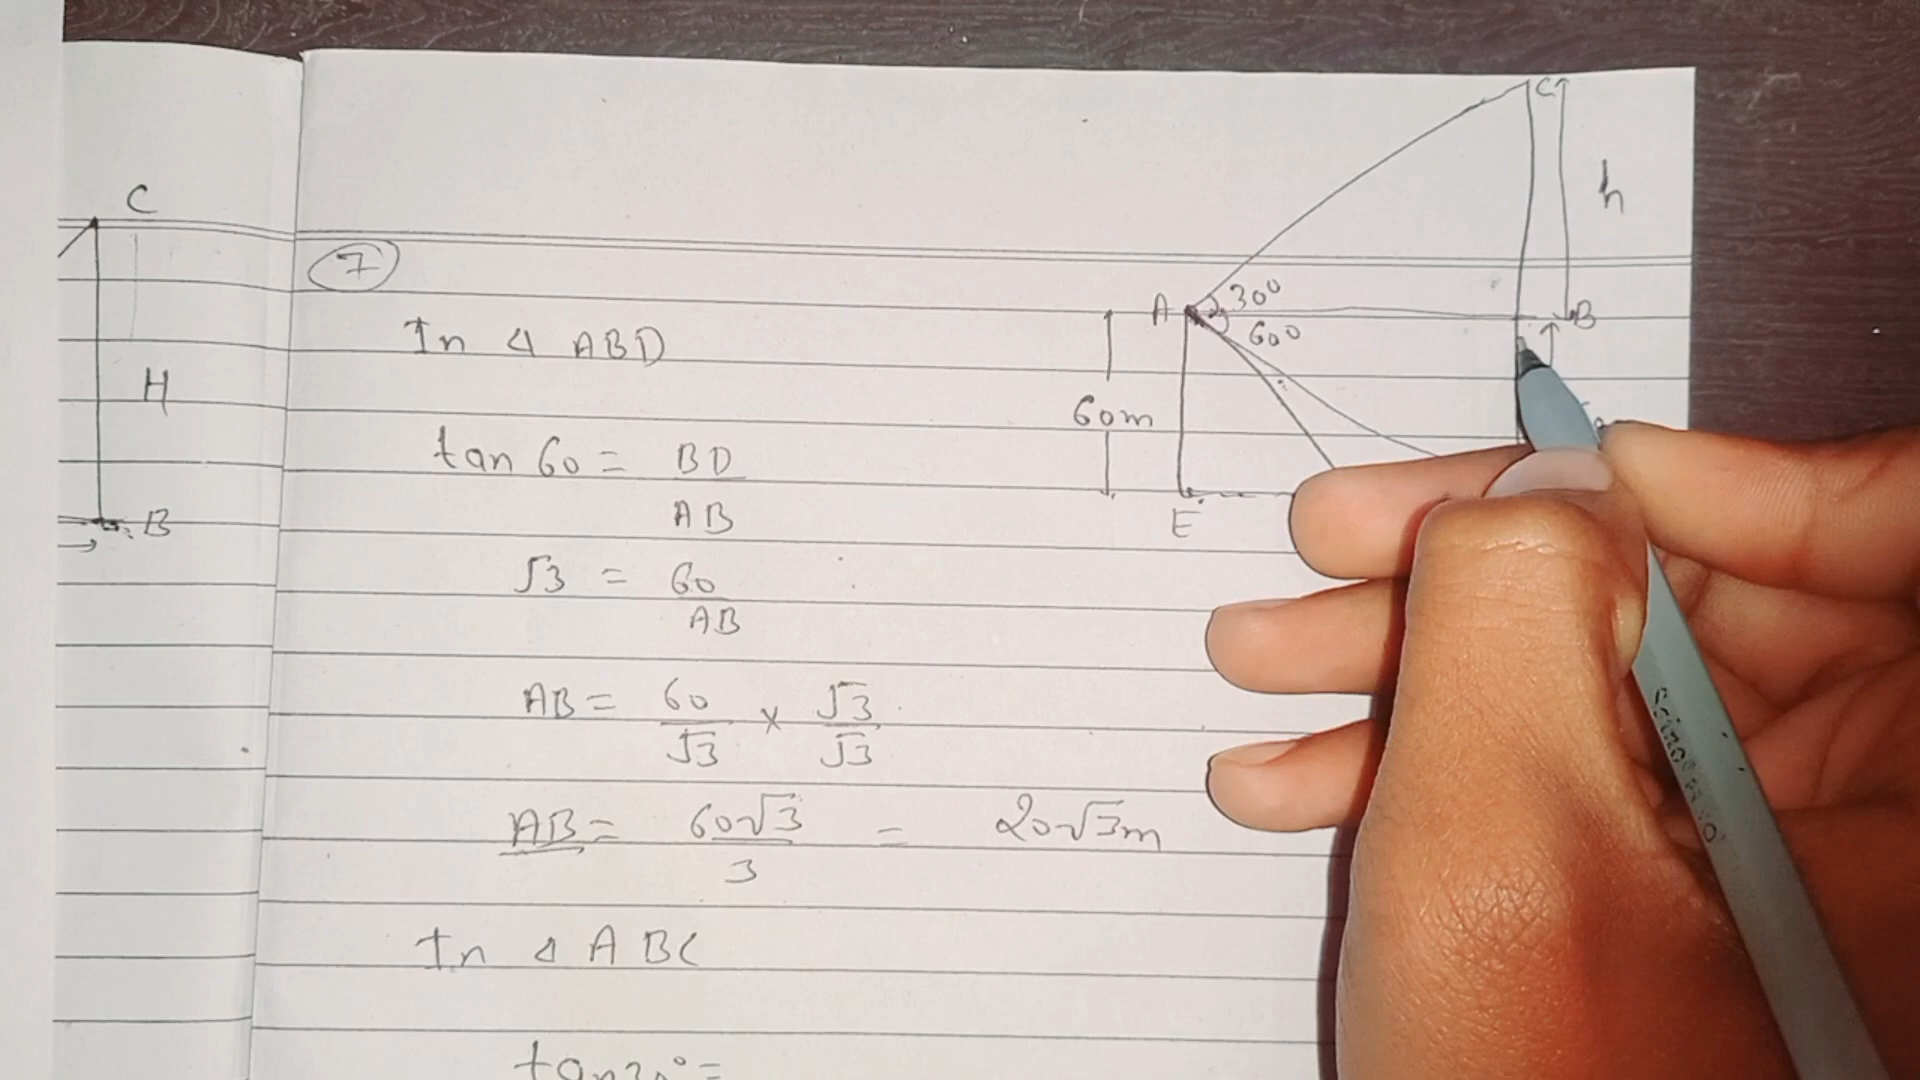 C
H
B
7
In Δ ABD
tan 60 = BD
AB
√3 = 60
AB
AB = 60 × √3
√3 √3
AB = 60√3 = 20√3m
3
In Δ ABC
tan30° =
C
h
A 30°
B
60°
60m
E